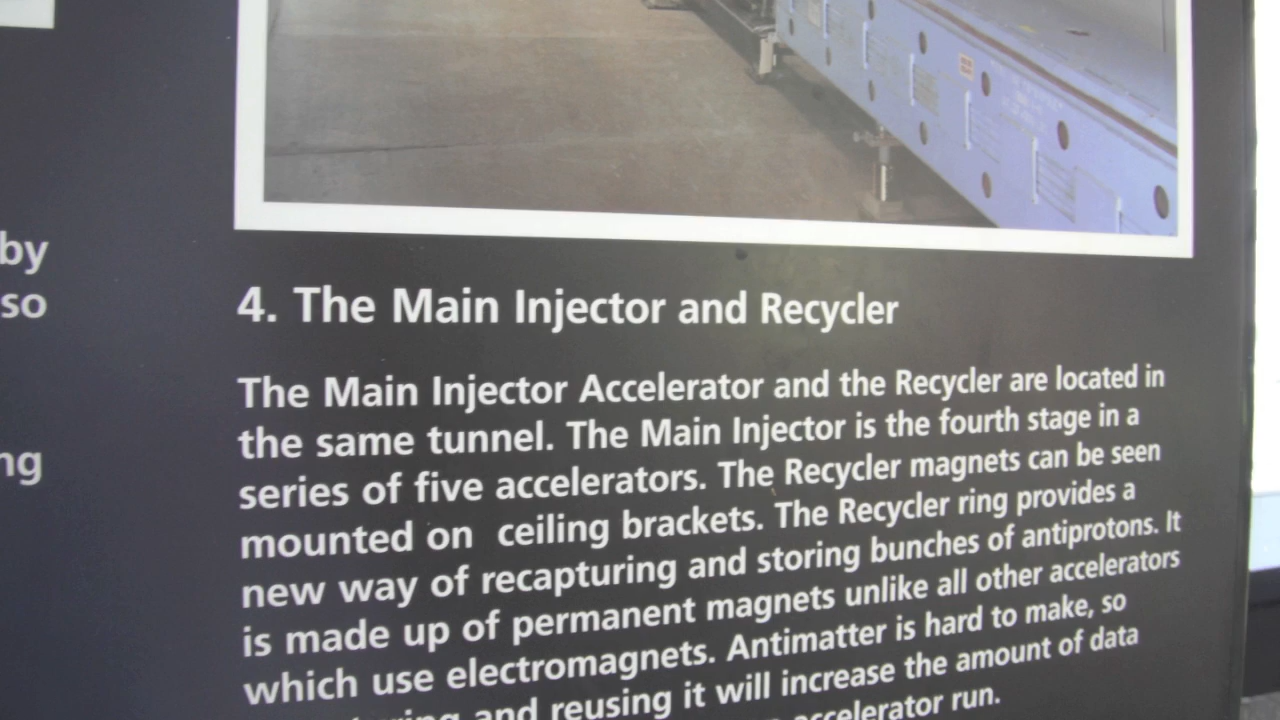 by
so
ng
4. The Main Injector and Recycler
The Main Injector Accelerator and the Recycler are located in
the same tunnel. The Main Injector is the fourth stage in a
series of five accelerators. The Recycler magnets can be seen
mounted on ceiling brackets. The Recycler ring provides a
new way of recapturing and storing bunches of antiprotons. It
is made up of permanent magnets unlike all other accelerators
which use electromagnets. Antimatter is hard to make, so
and reusing it will increase the amount of data
accelerator run.